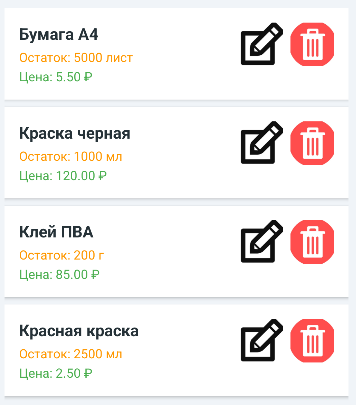 Бумага А4
Остаток: 5000 лист
Цена: 5.50 ₽
Краска черная
Остаток: 1000 мл
Цена: 120.00 ₽
Клей ПВА
Остаток: 200 г
Цена: 85.00 ₽
Красная краска
Остаток: 2500 мл
Цена: 2.50 ₽